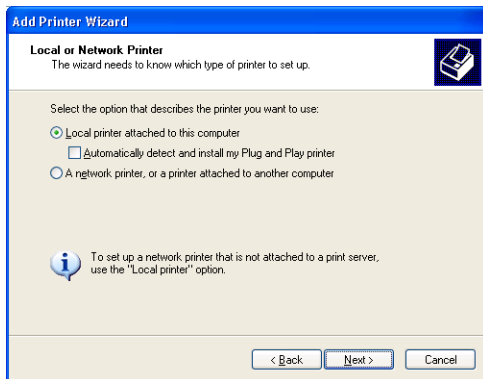 Add Printer Wizard
Local or Network Printer
The wizard needs to know which type of printer to set up.
Select the option that describes the printer you want to use:
Local printer attached to this computer
Automatically detect and install my Plug and Play printer
A network printer, or a printer attached to another computer
To set up a network printer that is not attached to a print server,
use the "Local printer" option.
< Back Next > Cancel